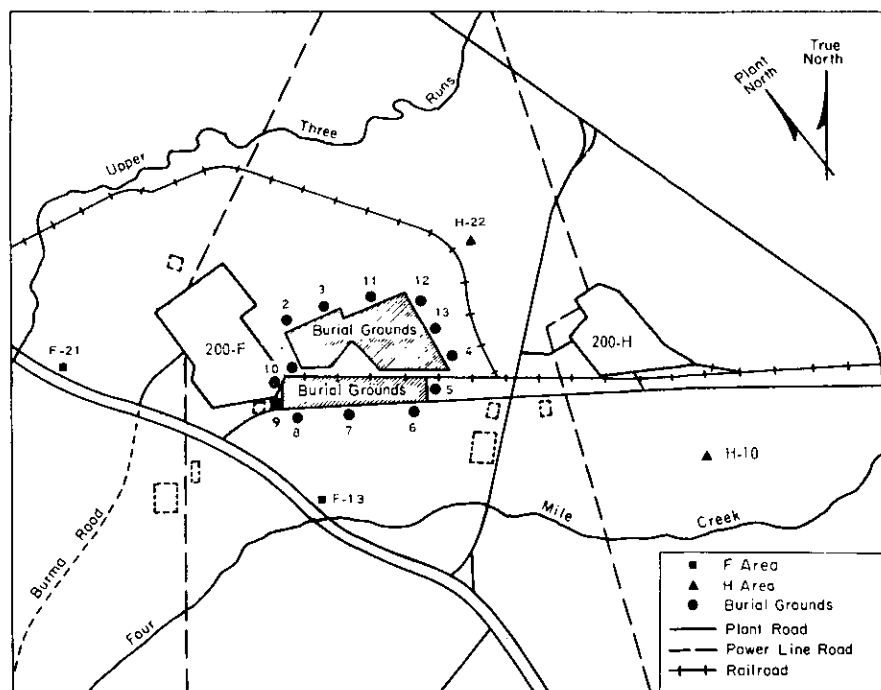 Upper Three Runs
Plant North
True North
H-22
2
3
11
12
13
4
Burial Grounds
200-F
200-H
F-21
10
Burial Grounds
5
9
8
7
6
H-10
F-13
Burma Road
Four Mile Creek
F Area
H Area
Burial Grounds
Plant Road
Power Line Road
Railroad